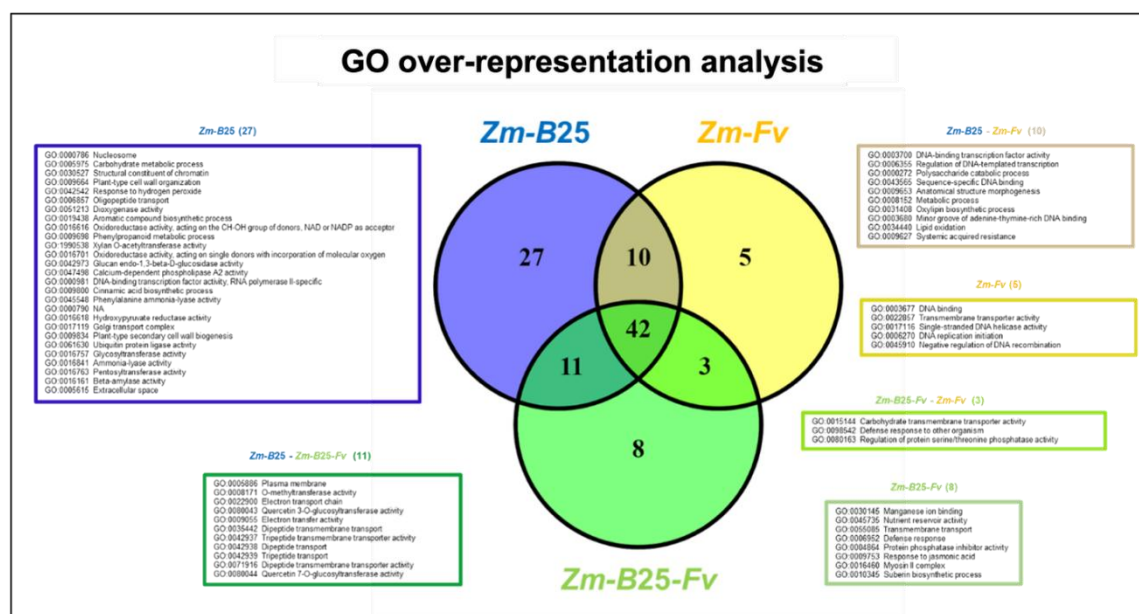 GO over-representation analysis
Zm-B25
Zm-Fv
27
10
5
42
11
3
8
Zm-B25-Fv
Zm-B25 (27)
GO:0000786 Nucleosome
GO:0005975 Carbohydrate metabolic process
GO:0030527 Structural constituent of chromatin
GO:0009664 Plant-type cell wall organization
GO:0042542 Response to hydrogen peroxide
GO:0006857 Oligopeptide transport
GO:0051213 Dioxygenase activity
GO:0019438 Aromatic compound biosynthetic process
GO:0016616 Oxidoreductase activity, acting on the CH-OH group of donors, NAD or NADP as acceptor
GO:0009698 Phenylpropanoid metabolic process
GO:1990538 Xylan O-acetyltransferase activity
GO:0016701 Oxidoreductase activity, acting on single donors with incorporation of molecular oxygen
GO:0042973 Glucan endo-1,3-beta-D-glucosidase activity
GO:0047498 Calcium-dependent phospholipase A2 activity
GO:0000981 DNA-binding transcription factor activity, RNA polymerase II-specific
GO:0009800 Cinnamic acid biosynthetic process
GO:0045548 Phenylalanine ammonia-lyase activity
GO:0000790 NA
GO:0016618 Hydroxypyruvate reductase activity
GO:0017119 Golgi transport complex
GO:0009834 Plant-type secondary cell wall biogenesis
GO:0061630 Ubiquitin protein ligase activity
GO:0016757 Glycosyltransferase activity
GO:0016841 Ammonia-lyase activity
GO:0016763 Pentosyltransferase activity
GO:0016161 Beta-amylase activity
GO:0005615 Extracellular space
Zm-B25 - Zm-B25-Fv (11)
GO:0005886 Plasma membrane
GO:0008171 O-methyltransferase activity
GO:0022900 Electron transport chain
GO:0080043 Quercetin 3-O-glucosyltransferase activity
GO:0009055 Electron transfer activity
GO:0035442 Dipeptide transmembrane transport
GO:0042937 Tripeptide transmembrane transporter activity
GO:0042938 Dipeptide transport
GO:0042939 Tripeptide transport
GO:0071916 Dipeptide transmembrane transporter activity
GO:0080044 Quercetin 7-O-glucosyltransferase activity
Zm-B25 - Zm-Fv (10)
GO:0003700 DNA-binding transcription factor activity
GO:0006355 Regulation of DNA-templated transcription
GO:0000272 Polysaccharide catabolic process
GO:0043565 Sequence-specific DNA binding
GO:0009653 Anatomical structure morphogenesis
GO:0008152 Metabolic process
GO:0031408 Oxylipin biosynthetic process
GO:0003680 Minor groove of adenine-thymine-rich DNA binding
GO:0034440 Lipid oxidation
GO:0009627 Systemic acquired resistance
Zm-Fv (5)
GO:0003677 DNA binding
GO:0022857 Transmembrane transporter activity
GO:0017116 Single-stranded DNA helicase activity
GO:0006270 DNA replication initiation
GO:0045910 Negative regulation of DNA recombination
Zm-B25-Fv - Zm-Fv (3)
GO:0015144 Carbohydrate transmembrane transporter activity
GO:0098542 Defense response to other organism
GO:0080163 Regulation of protein serine/threonine phosphatase activity
Zm-B25-Fv (8)
GO:0030145 Manganese ion binding
GO:0045735 Nutrient reservoir activity
GO:0055085 Transmembrane transport
GO:0006952 Defense response
GO:0004864 Protein phosphatase inhibitor activity
GO:0009753 Response to jasmonic acid
GO:0016460 Myosin II complex
GO:0010345 Suberin biosynthetic process